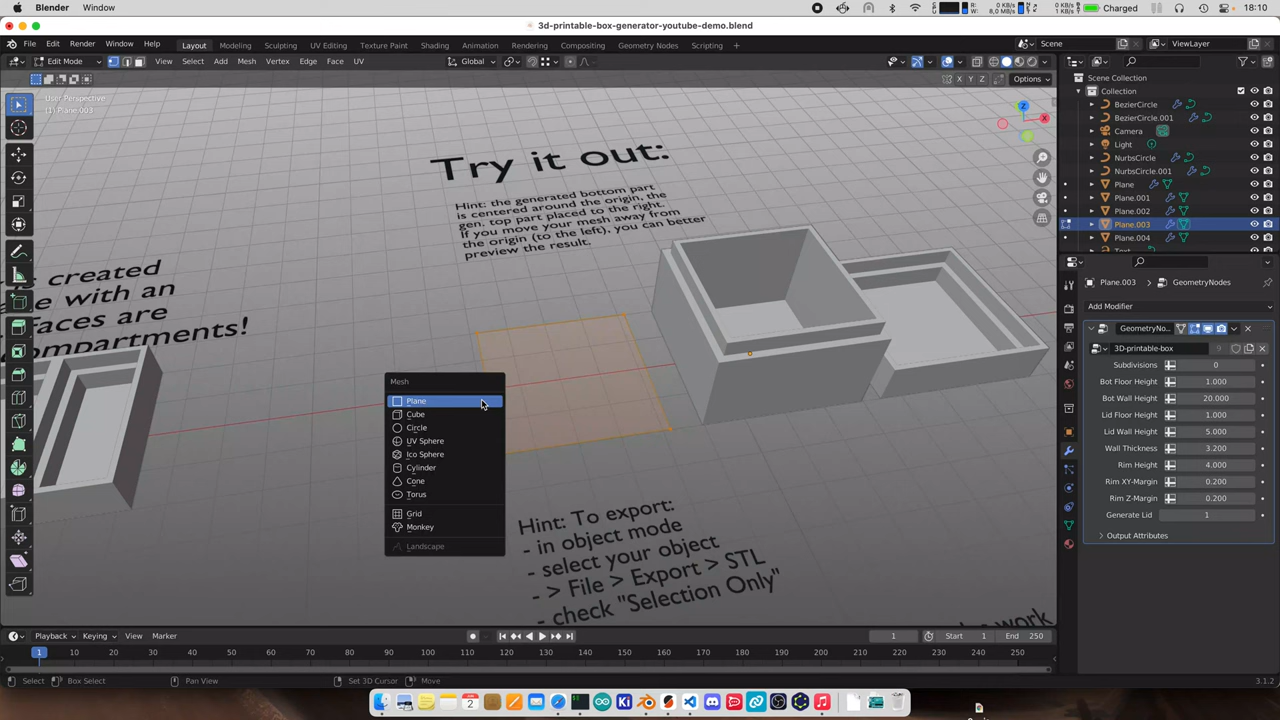 Blender
Window
Charged
18:10
3d-printable-box-generator-youtube-demo.blend
File
Edit
Render
Window
Help
Layout
Modeling
Sculpting
UV Editing
Texture Paint
Shading
Animation
Rendering
Compositing
Geometry Nodes
Scripting
Scene
ViewLayer
Edit Mode
View
Select
Add
Mesh
Vertex
Edge
Face
UV
Global
X
Y
Z
Options
User Perspective
(1) Plane.003
Z
X
Y
Try it out:
Hint: the generated bottom part
is centered around the origin, the
gen. top part placed to the right.
If you move your mesh away from
the origin (to the left), you can better
preview the result.
created
with an
Faces are
compartments!
Mesh
Plane
Cube
Circle
UV Sphere
Ico Sphere
Cylinder
Cone
Torus
Grid
Monkey
Landscape
Hint: To export:
- in object mode
- select your object
- > File > Export > STL
- check "Selection Only"
work
Scene Collection
Collection
BezierCircle
BezierCircle.001
Camera
Light
NurbsCircle
NurbsCircle.001
Plane
Plane.001
Plane.002
Plane.003
Plane.004
Plane.003
GeometryNodes
Add Modifier
GeometryNo...
3D-printable-box
9
Subdivisions
0
Bot Floor Height
1.000
Bot Wall Height
20.000
Lid Floor Height
1.000
Lid Wall Height
5.000
Wall Thickness
3.200
Rim Height
4.000
Rim XY-Margin
0.200
Rim Z-Margin
0.200
Generate Lid
1
Output Attributes
Playback
Keying
View
Marker
1
Start
1
End
250
1
10
20
30
40
50
60
70
80
90
100
110
120
130
140
150
160
170
180
190
200
210
220
230
240
250
Select
Box Select
Pan View
Set 3D Cursor
Move
3.1.2
2
Ki